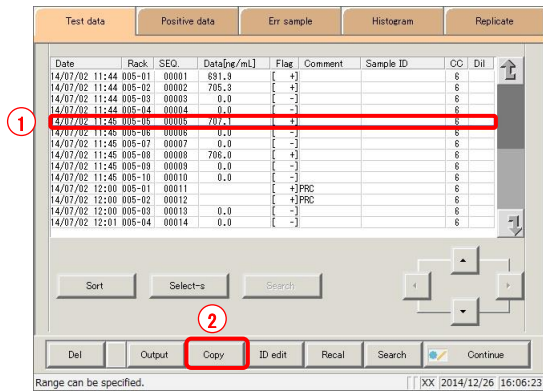 Test data Positive data Err sample Histogram Replicate
Date Rack SEQ. Data[ng/mL] Flag Comment Sample ID CC Dil
14/07/02 11:44 005-01 00001 691.9 [ +] 6
14/07/02 11:44 005-02 00002 705.3 [ +] 6
14/07/02 11:44 005-03 00003 0.0 [ -] 6
14/07/02 11:44 005-04 00004 0.0 [ -] 6
① 14/07/02 11:45 005-05 00005 707.1 [ +] 6
14/07/02 11:45 005-06 00006 0.0 [ -] 6
14/07/02 11:45 005-07 00007 0.0 [ -] 6
14/07/02 11:45 005-08 00008 706.0 [ +] 6
14/07/02 11:45 005-09 00009 0.0 [ -] 6
14/07/02 11:45 005-10 00010 0.0 [ -] 6
14/07/02 12:00 005-01 00011 [ +]PRC 6
14/07/02 12:00 005-02 00012 [ +]PRC 6
14/07/02 12:00 005-03 00013 0.0 [ -] 6
14/07/02 12:01 005-04 00014 0.0 [ -] 6
Sort Select-s Search
②
Del Output Copy ID edit Recal Search Continue
Range can be specified. XX 2014/12/26 16:06:23